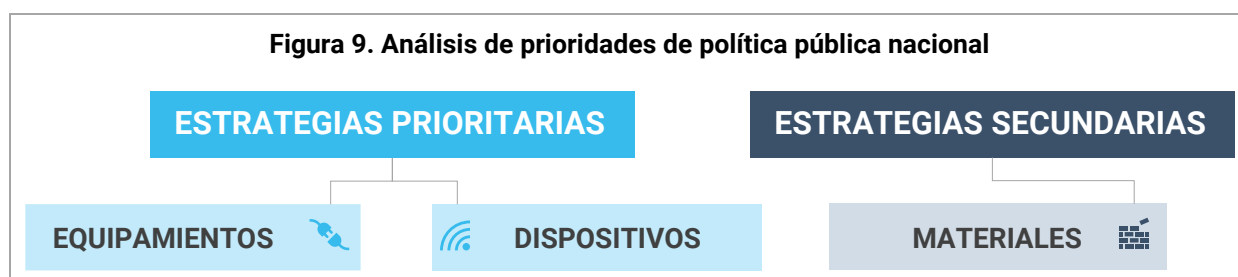 Figura 9. Análisis de prioridades de política pública nacional
ESTRATEGIAS PRIORITARIAS
ESTRATEGIAS SECUNDARIAS
EQUIPAMIENTOS
DISPOSITIVOS
MATERIALES